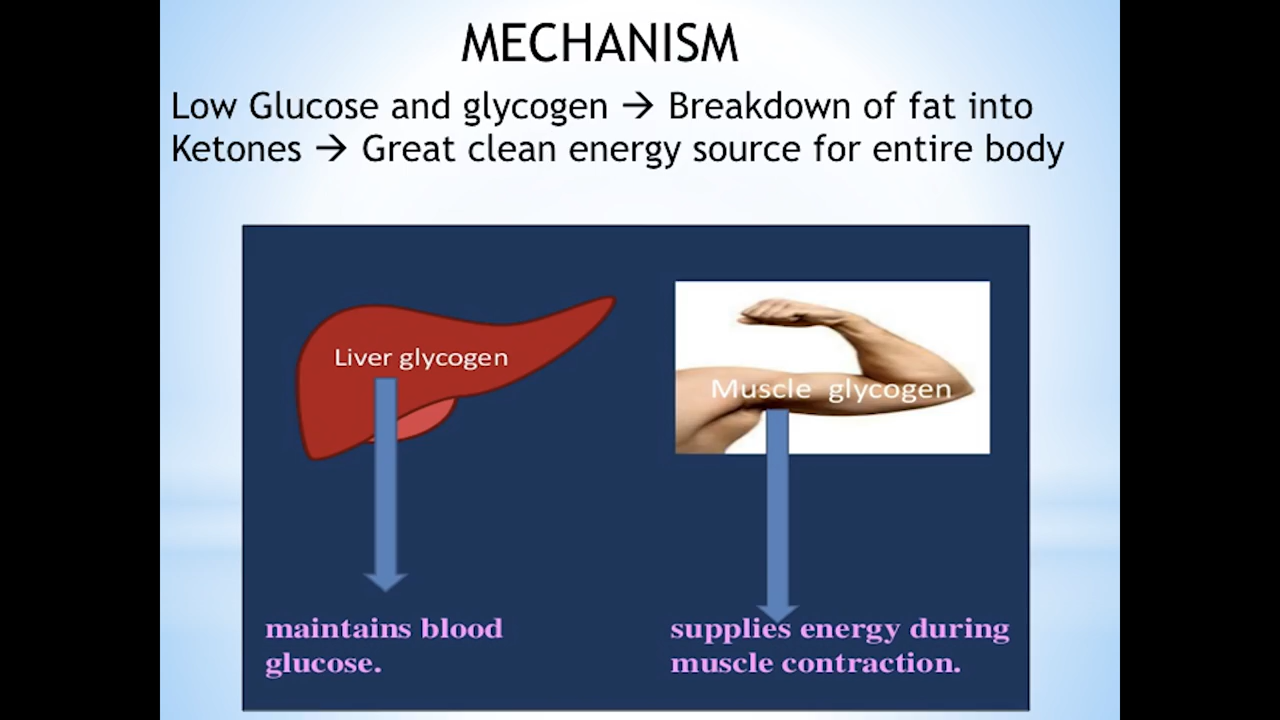 MECHANISM
Low Glucose and glycogen → Breakdown of fat into
Ketones → Great clean energy source for entire body
Liver glycogen
Muscle glycogen
maintains blood
glucose.
supplies energy during
muscle contraction.